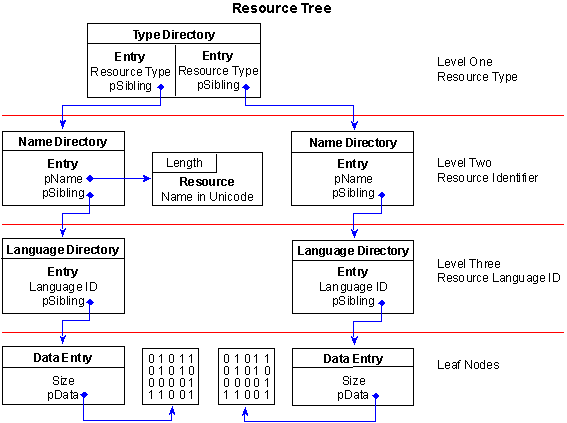 Resource Tree
Type Directory
Entry Entry
Resource Type Resource Type
pSibling pSibling
Level One
Resource Type
Name Directory
Entry
pName
pSibling
Length
Resource
Name in Unicode
Name Directory
Entry
pName
pSibling
Level Two
Resource Identifier
Language Directory
Entry
Language ID
pSibling
Language Directory
Entry
Language ID
pSibling
Level Three
Resource Language ID
Data Entry
Size
pData
0 1 0 1 1
0 1 0 1 0
0 0 0 0 1
1 1 0 0 1
0 1 0 1 1
0 1 0 1 0
0 0 0 0 1
1 1 0 0 1
Data Entry
Size
pData
Leaf Nodes